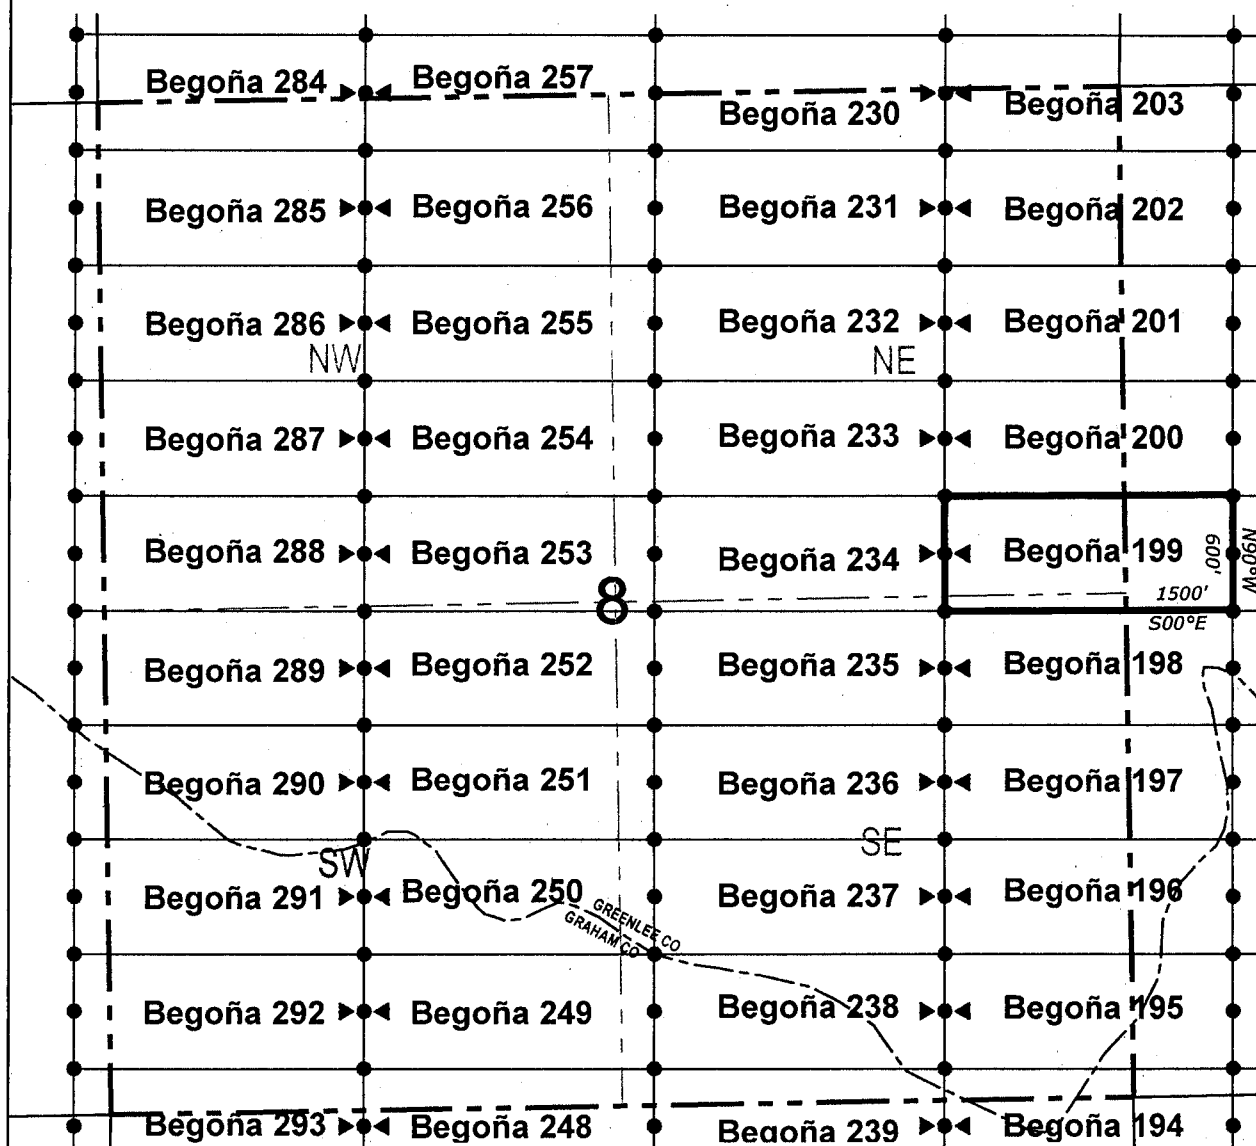 Begoña 284
Begoña 257
Begoña 230
Begoña 203
Begoña 285
Begoña 256
Begoña 231
Begoña 202
Begoña 286
Begoña 255
Begoña 232
Begoña 201
NW
NE
Begoña 287
Begoña 254
Begoña 233
Begoña 200
Begoña 288
Begoña 253
Begoña 234
Begoña 199
600'
N90°W
8
1500'
S00°E
Begoña 289
Begoña 252
Begoña 235
Begoña 198
Begoña 290
Begoña 251
Begoña 236
Begoña 197
SW
SE
Begoña 291
Begoña 250
Begoña 237
Begoña 196
GREENLEE CO
GRAHAM CO
Begoña 292
Begoña 249
Begoña 238
Begoña 195
Begoña 293
Begoña 248
Begoña 239
Begoña 194